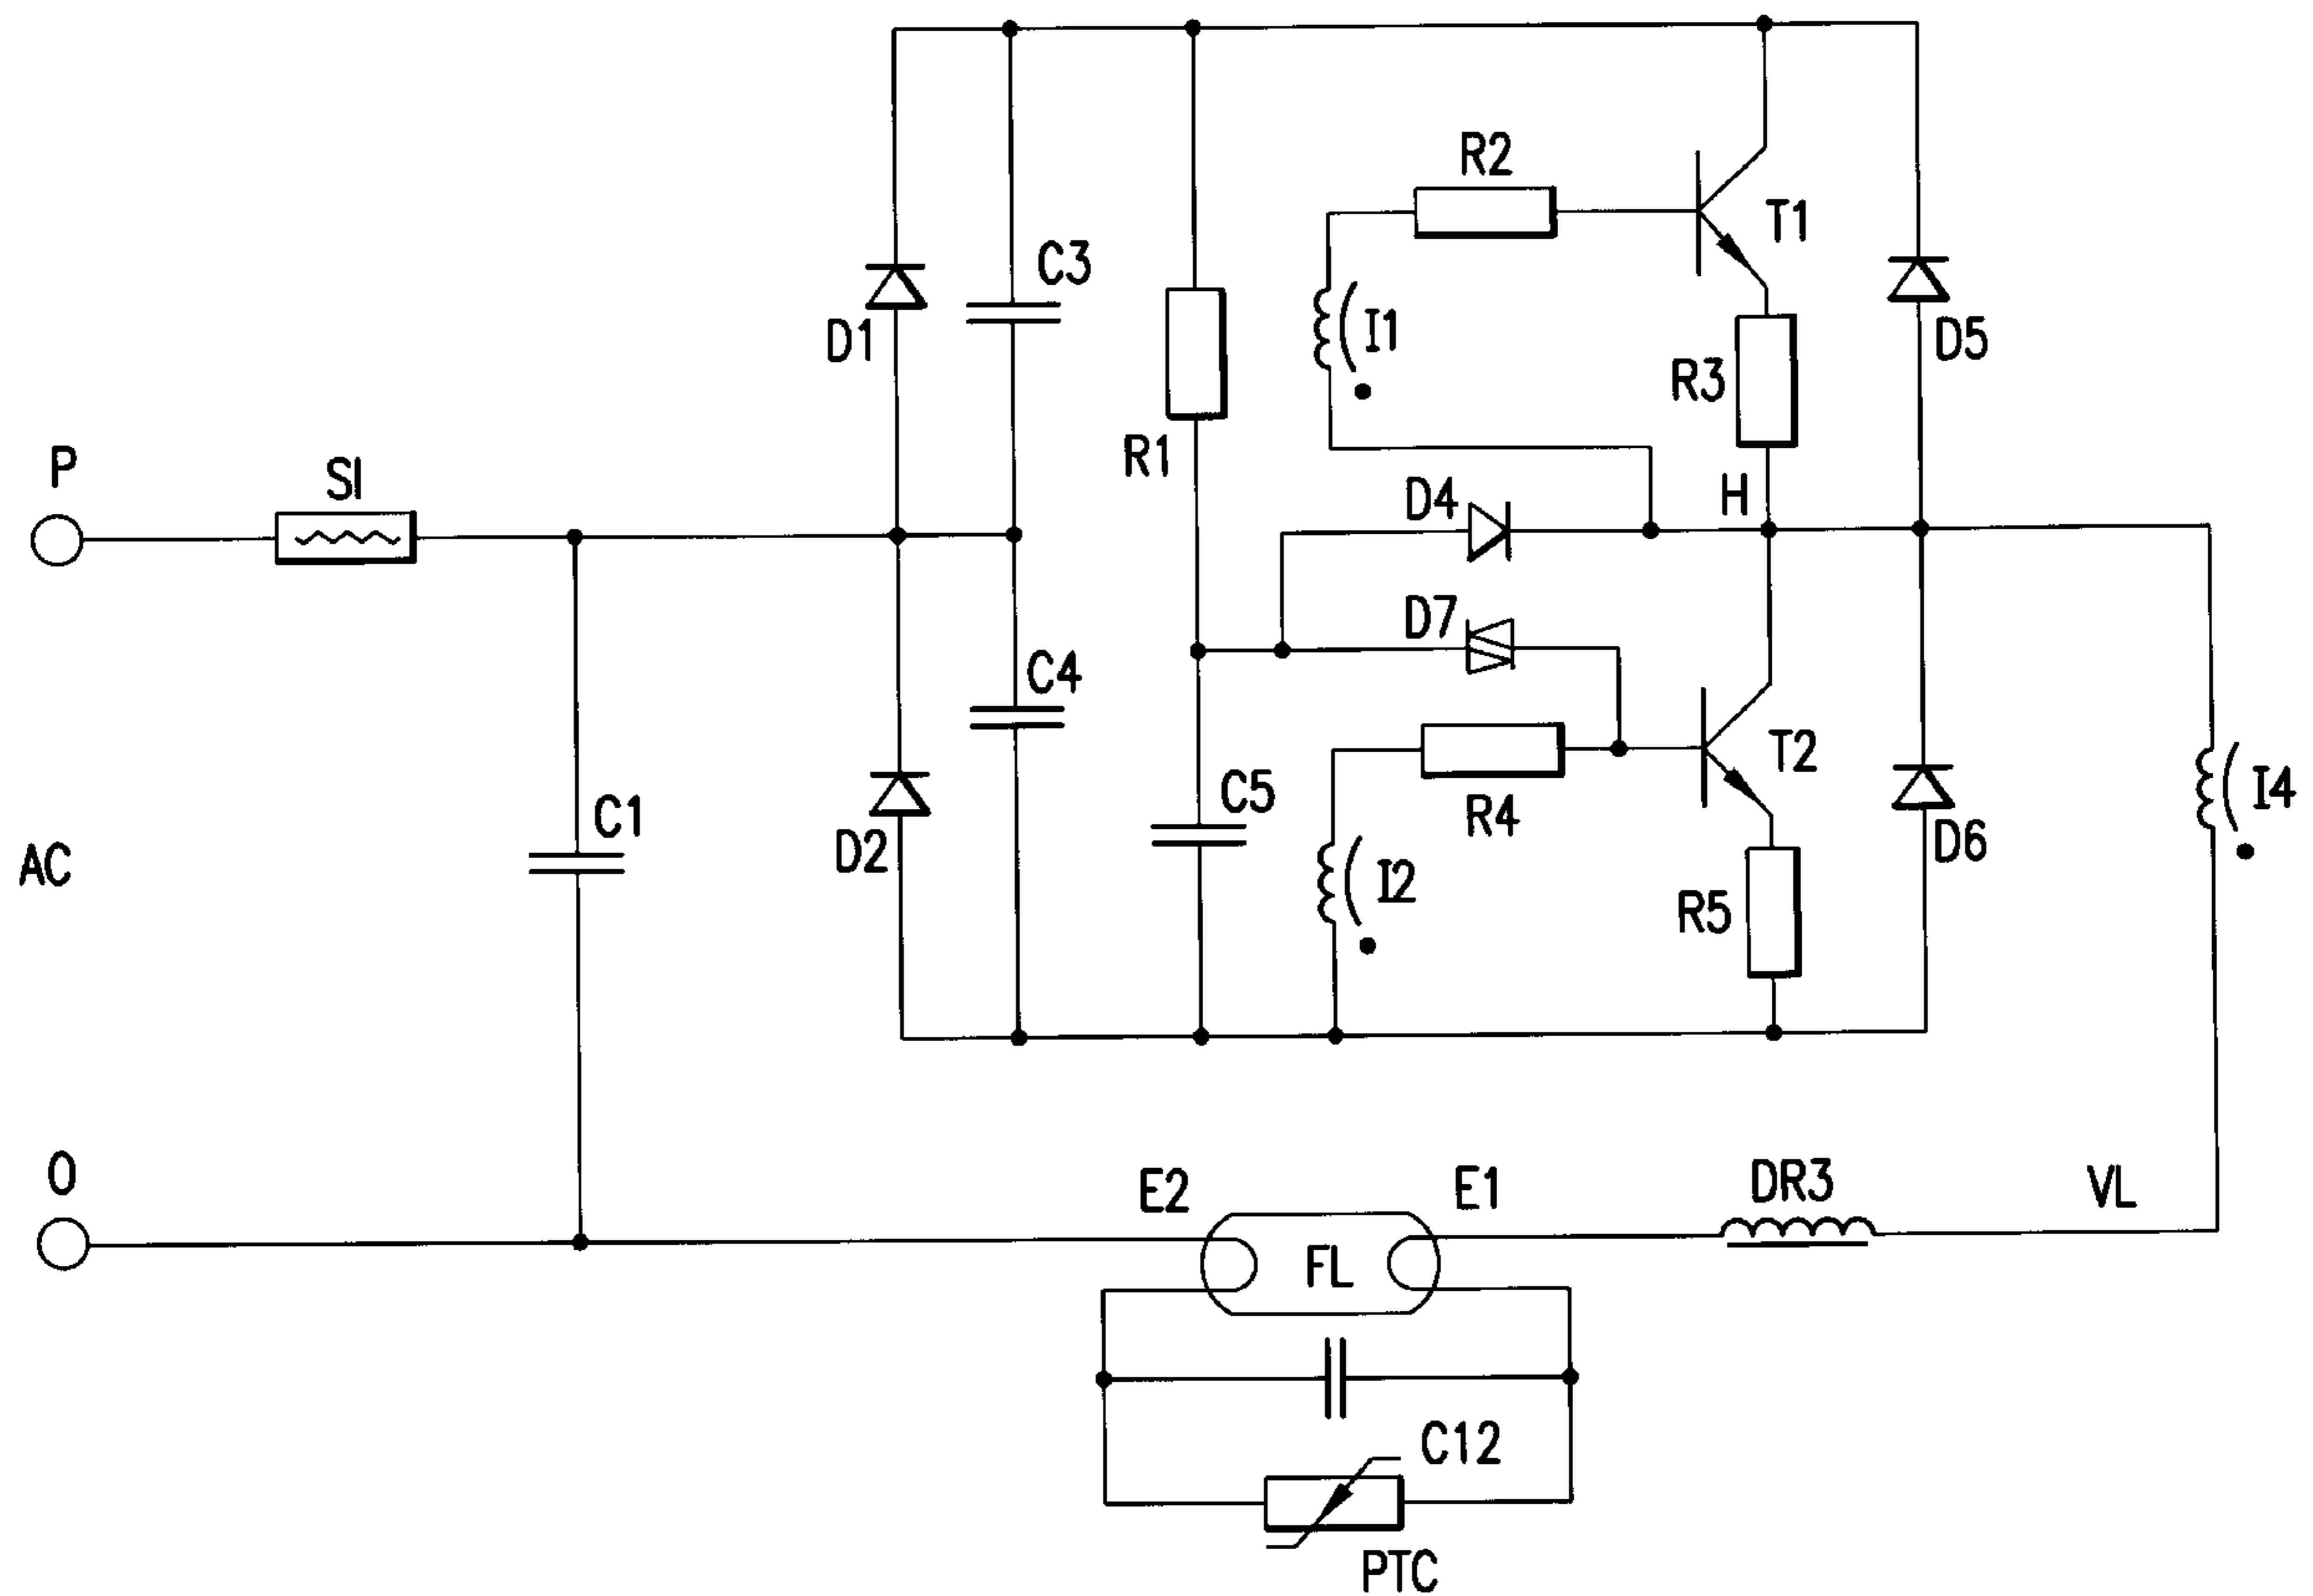 R2
T1
C3
I1
D1
D5
R3
P
SI
R1
D4
H
D7
C4
T2
I4
C5
C1
R4
D2
D6
AC
I2
R5
O
E2
E1
DR3
VL
FL
C12
PTC